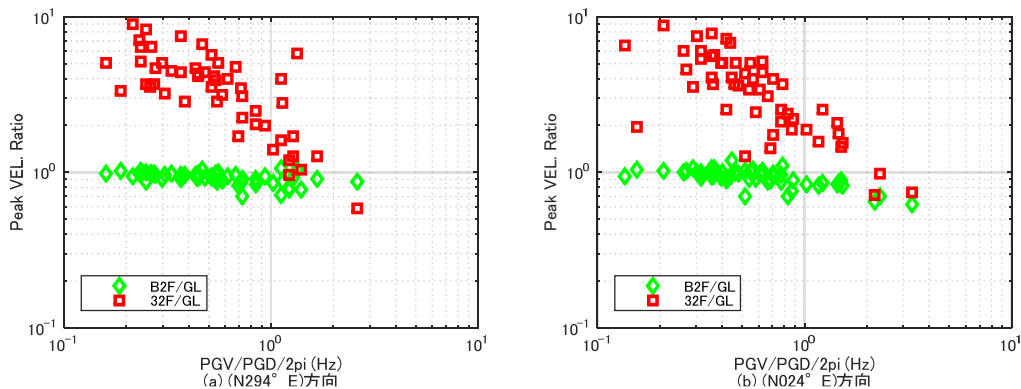 10¹
10⁰
10⁻¹
Peak VEL. Ratio
B2F/GL
32F/GL
10⁻¹ 10⁰ 10¹
PGV/PGD/2pi (Hz)
(a) (N294° E)方向
10¹
10⁰
10⁻¹
Peak VEL. Ratio
B2F/GL
32F/GL
10⁻¹ 10⁰ 10¹
PGV/PGD/2pi (Hz)
(b) (N024° E)方向